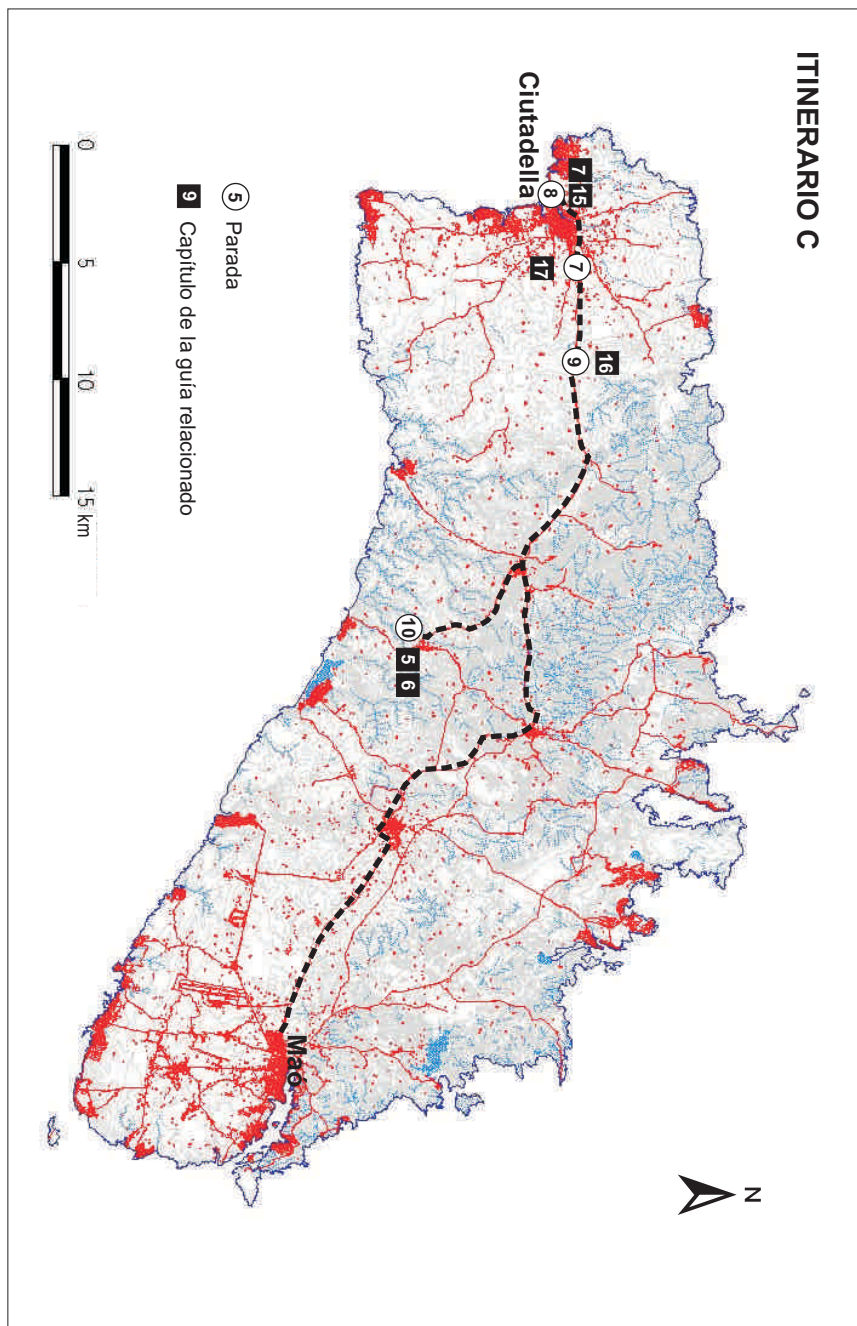 ITINERARIO C
N
Ciutadella
7 15
8
7
17
16
9
10
5 6
Maó
5 Parada
9 Capítulo de la guía relacionado
0 5 10 15 km